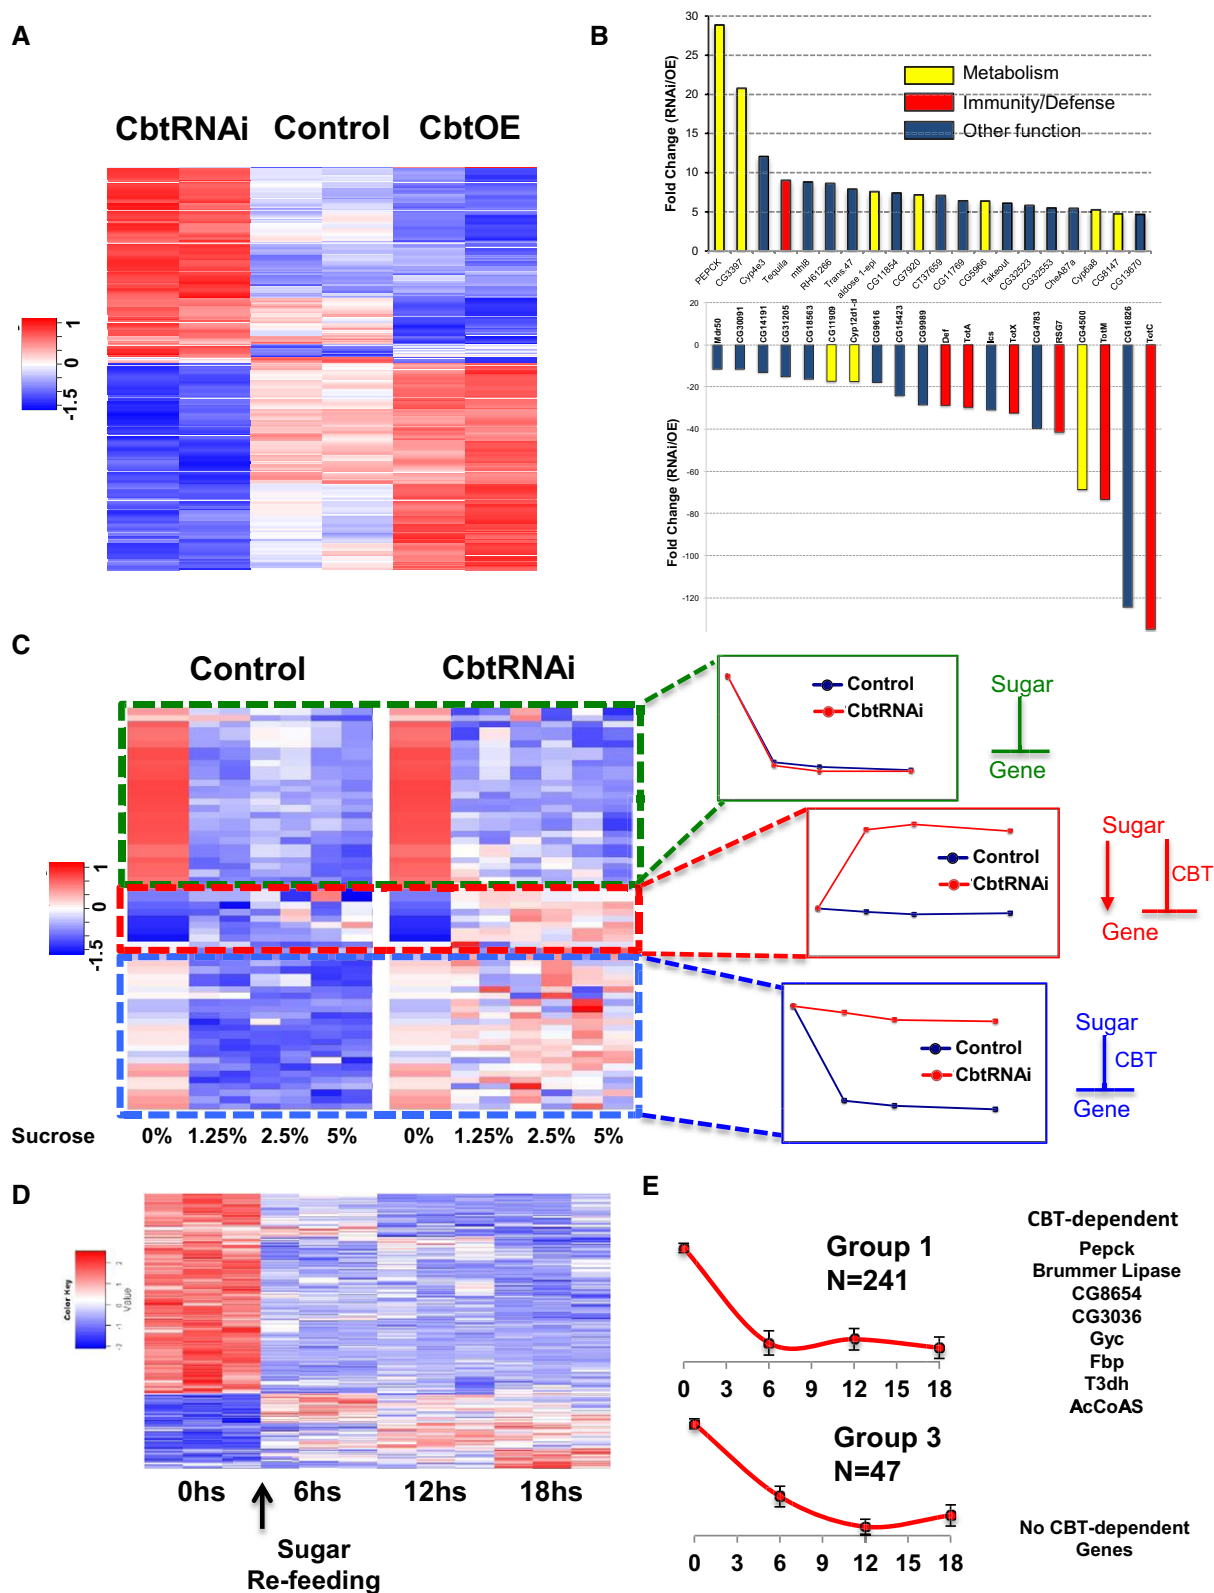 A
CbtRNAi Control CbtOE
1
0
-1.5
B
30
25
20
15
10
5
0
Fold Change (RNAi/OE)
Metabolism
Immunity/Defense
Other function
PEPCK
CG3397
Cyp4e3
Tequila
mthl8
RH61266
Trans.47
aldose 1-epi
CG11854
CG7920
CT37659
CG11769
CG5966
Takeout
CG32523
CG32553
CheA87a
Cyp6a8
CG8147
CG13670
20
0
-20
-40
-60
-80
-100
-120
Fold Change (RNAi/OE)
Mdr50
CG30091
CG14191
CG31205
CG18563
CG11909
Cyp12d1-d
CG9616
CG15423
CG9989
Def
TotA
Ics
TotX
CG4783
RSG7
CG4500
TotM
CG16826
TotC
C
Control CbtRNAi
1
0
-1.5
Sucrose 0% 1.25% 2.5% 5% 0% 1.25% 2.5% 5%
Control
CbtRNAi
Sugar
Gene
Control
CbtRNAi
Sugar
CBT
Gene
Control
CbtRNAi
Sugar
CBT
Gene
D
Color Key
Value
2
1
0
-1
-2
0hs 6hs 12hs 18hs
Sugar
Re-feeding
E
Group 1
N=241
0 3 6 9 12 15 18
Group 3
N=47
0 3 6 9 12 15 18
CBT-dependent
Pepck
Brummer Lipase
CG8654
CG3036
Gyc
Fbp
T3dh
AcCoAS
No CBT-dependent
Genes